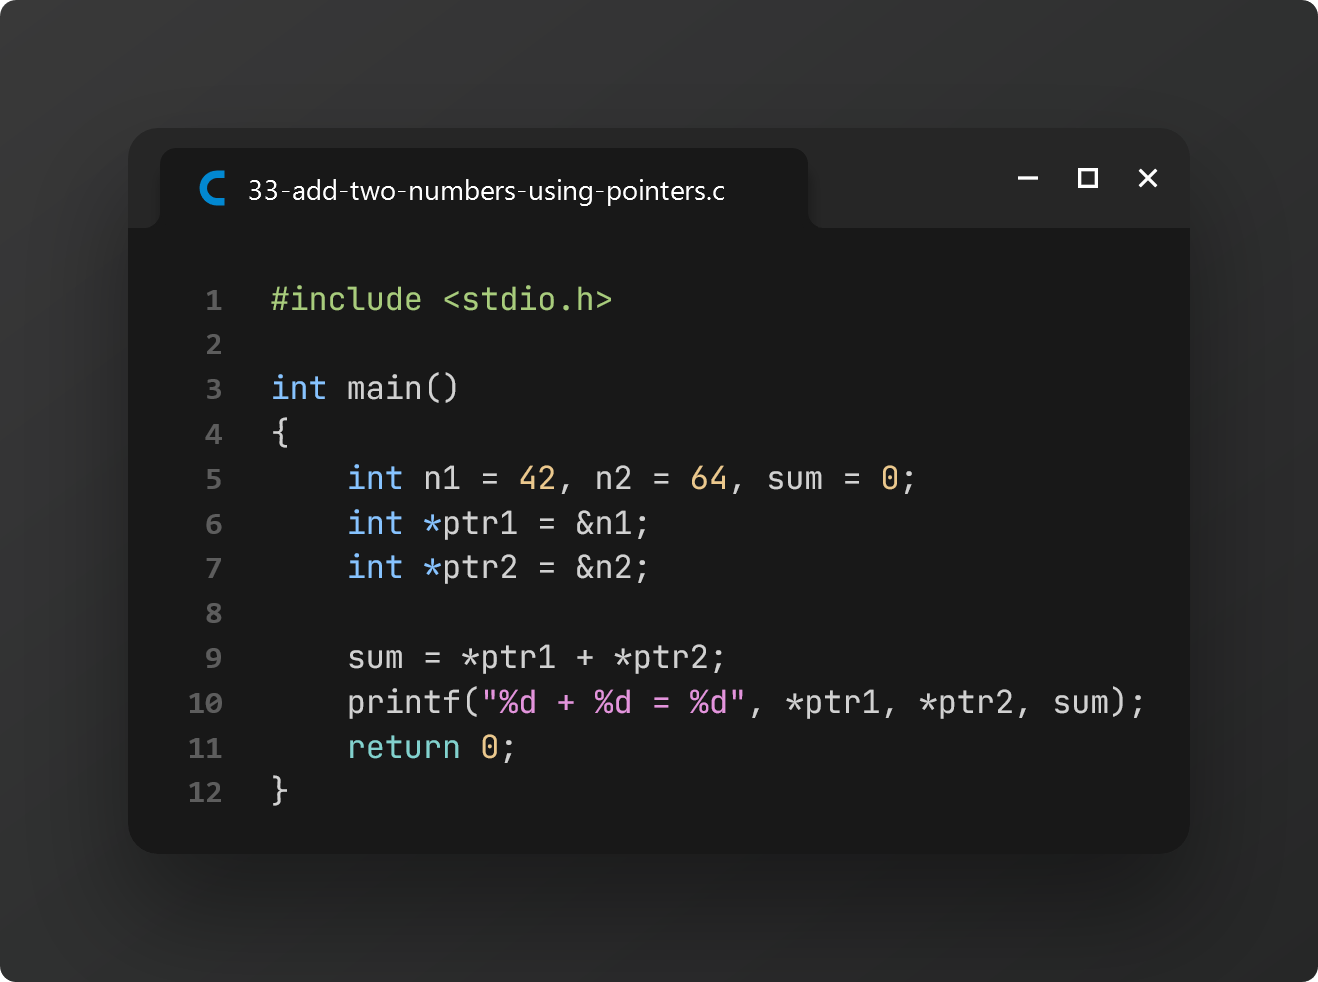 33-add-two-numbers-using-pointers.c
1 #include <stdio.h>
2
3 int main()
4 {
5     int n1 = 42, n2 = 64, sum = 0;
6     int *ptr1 = &n1;
7     int *ptr2 = &n2;
8
9     sum = *ptr1 + *ptr2;
10     printf("%d + %d = %d", *ptr1, *ptr2, sum);
11     return 0;
12 }